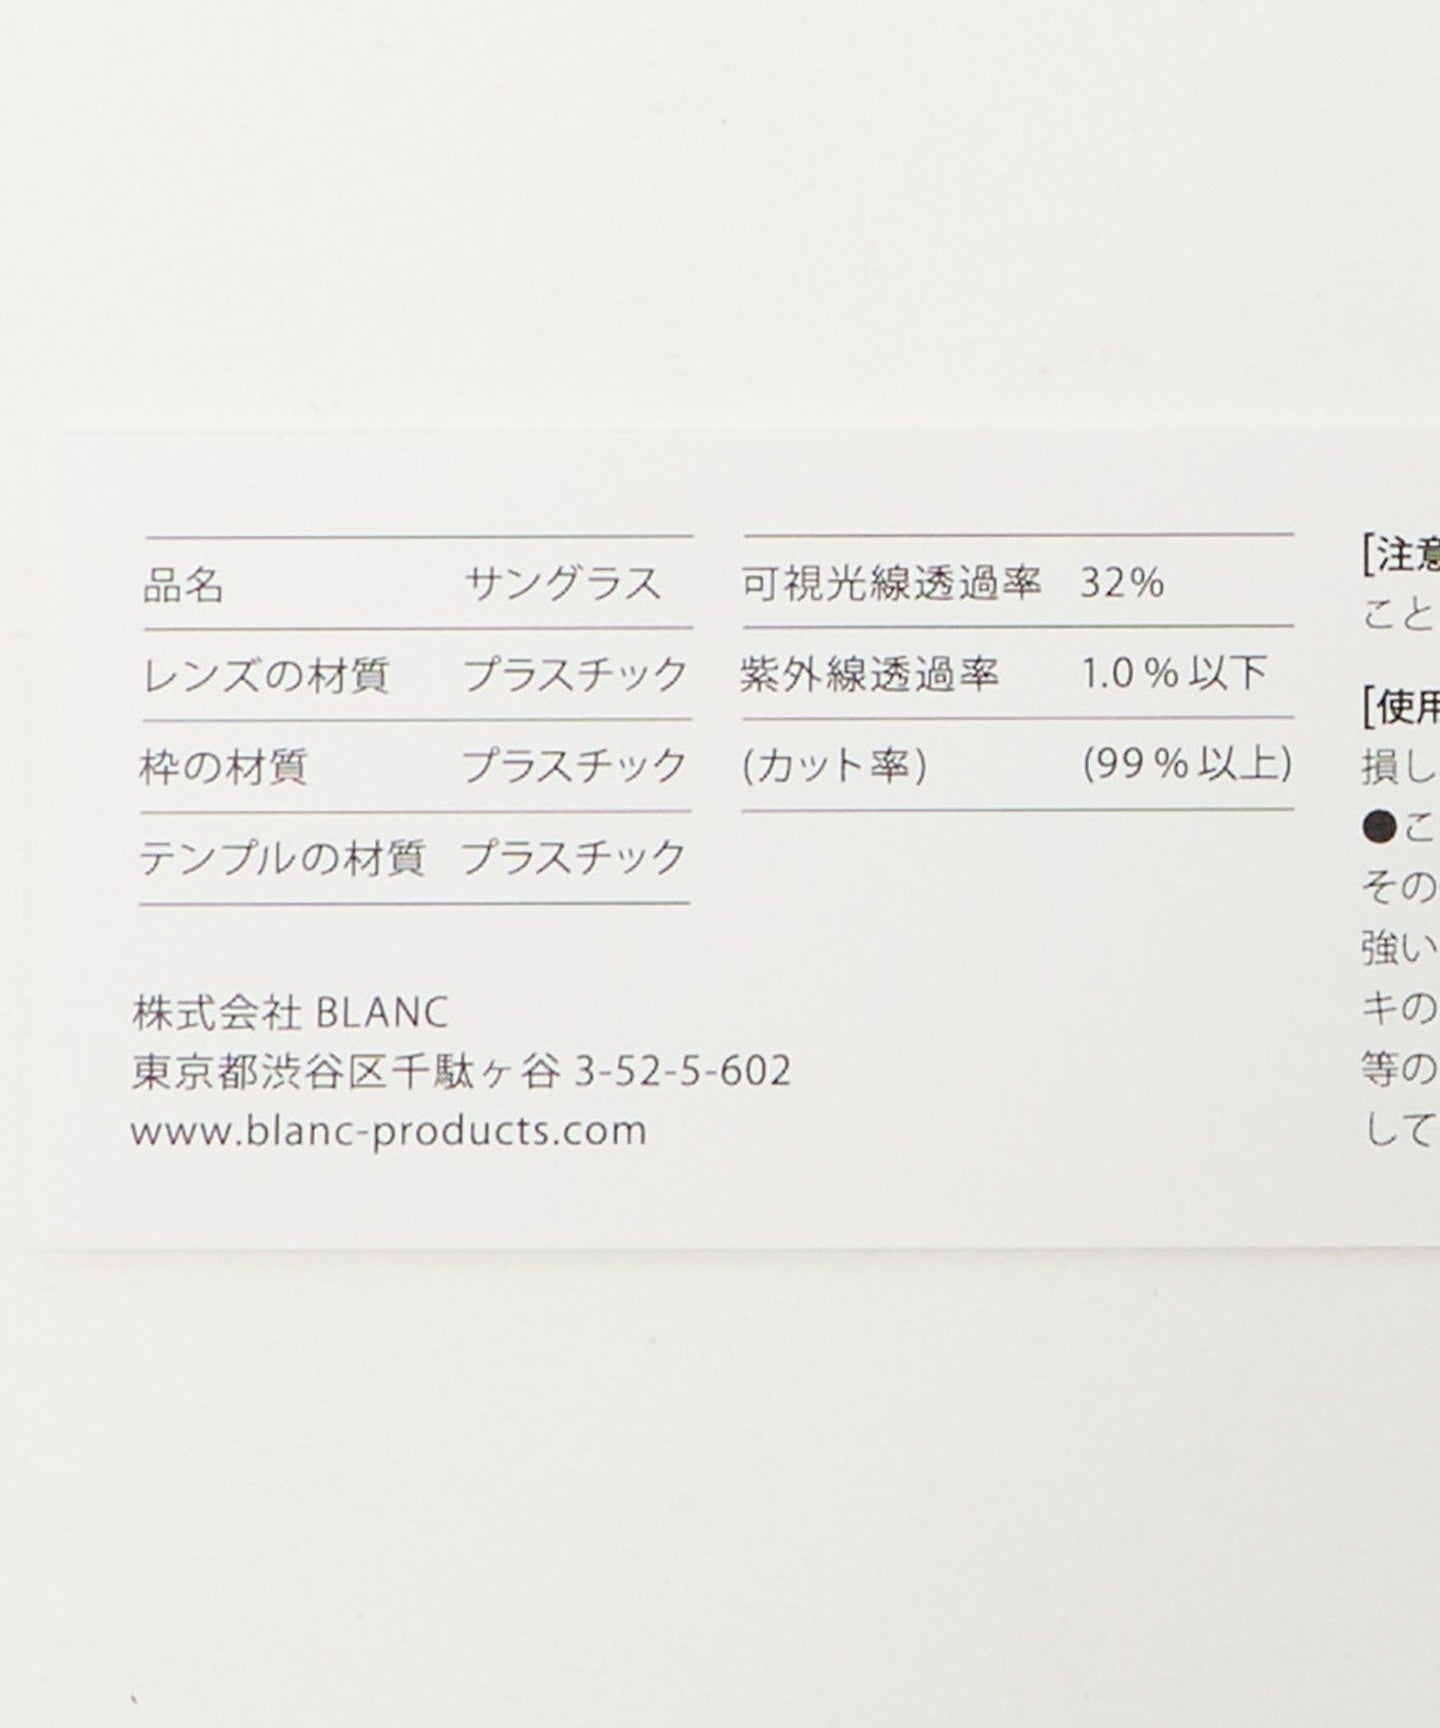 品名 サングラス
レンズの材質 プラスチック
枠の材質 プラスチック
テンプルの材質 プラスチック
可視光線透過率 32%
紫外線透過率 1.0%以下
(カット率) (99%以上)
株式会社 BLANC
東京都渋谷区千駄ヶ谷 3-52-5-602
www.blanc-products.com
[注意
こと
[使用
損し
●こ
その
強い
キの
等の
して